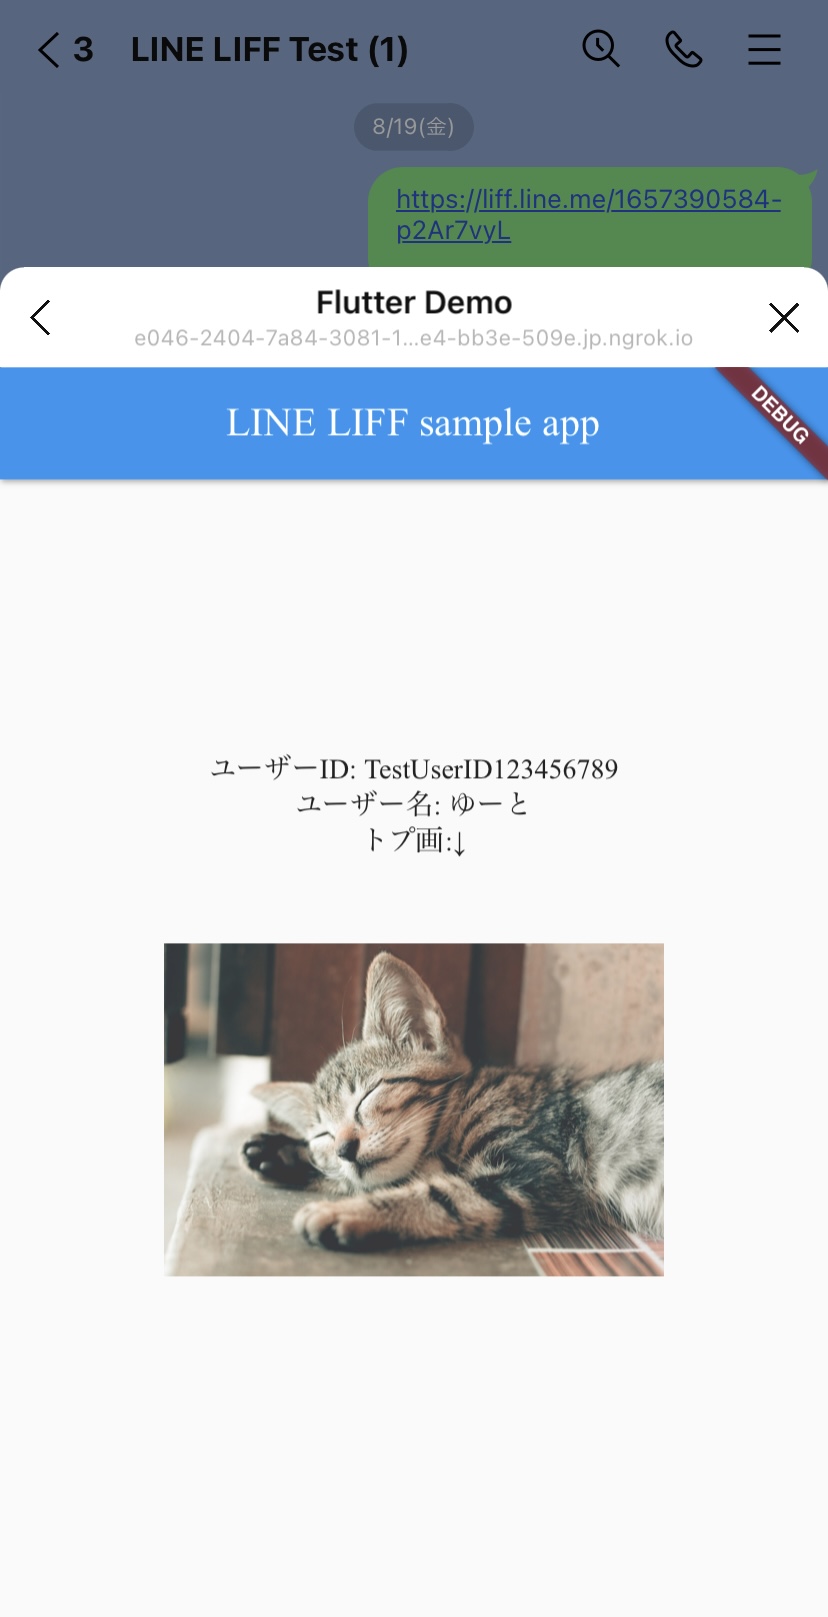 3 LINE LIFF Test (1)
8/19(金)
https://liff.line.me/1657390584-
p2Ar7vyL
Flutter Demo
e046-2404-7a84-3081-1...e4-bb3e-509e.jp.ngrok.io
LINE LIFF sample app
DEBUG
ユーザーID: TestUserID123456789
ユーザー名: ゆーと
トプ画:↓